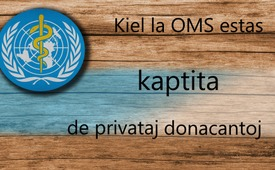 Kiel la OMS estas
kaptita
de privataj donacantoj